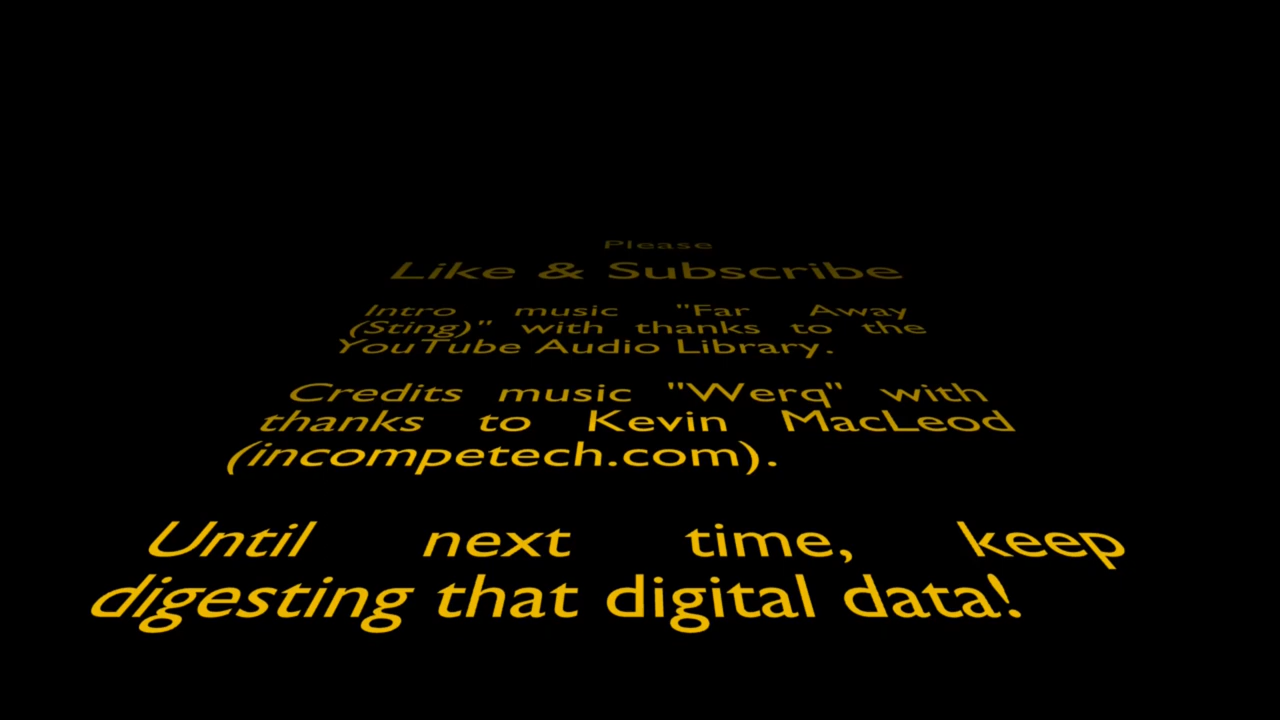 Please
Like & Subscribe
Intro music "Far Away
(Sting)" with thanks to the
YouTube Audio Library.
Credits music "Werq" with
thanks to Kevin MacLeod
(incompetech.com).
Until next time, keep
digesting that digital data!